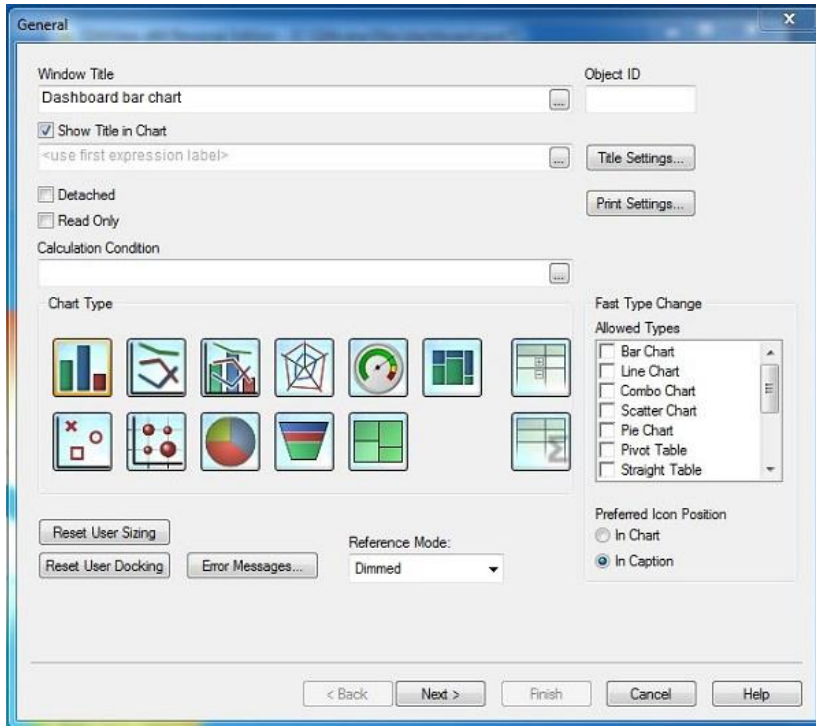 General
x
Window Title
Object ID
Dashboard bar chart
...
Show Title in Chart
<use first expression label>
...
Title Settings...
Detached
Print Settings...
Read Only
Calculation Condition
...
Chart Type
Fast Type Change
Allowed Types
Bar Chart
Line Chart
Combo Chart
Scatter Chart
Pie Chart
Pivot Table
Straight Table
Σ
Preferred Icon Position
In Chart
In Caption
Reset User Sizing
Reference Mode:
Reset User Docking
Error Messages...
Dimmed
< Back
Next >
Finish
Cancel
Help